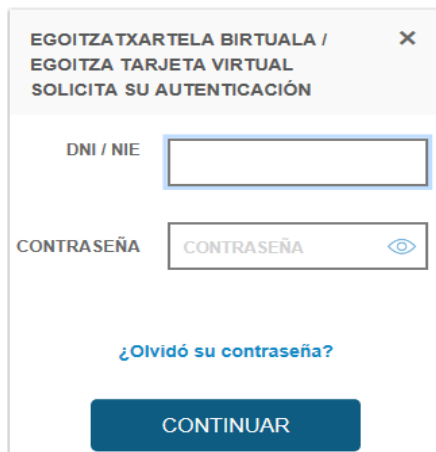 EGOITZATXARTELA BIRTUALA /
EGOITZA TARJETA VIRTUAL
SOLICITA SU AUTENTICACIÓN
×
DNI / NIE
CONTRASEÑA CONTRASEÑA
¿Olvidó su contraseña?
CONTINUAR